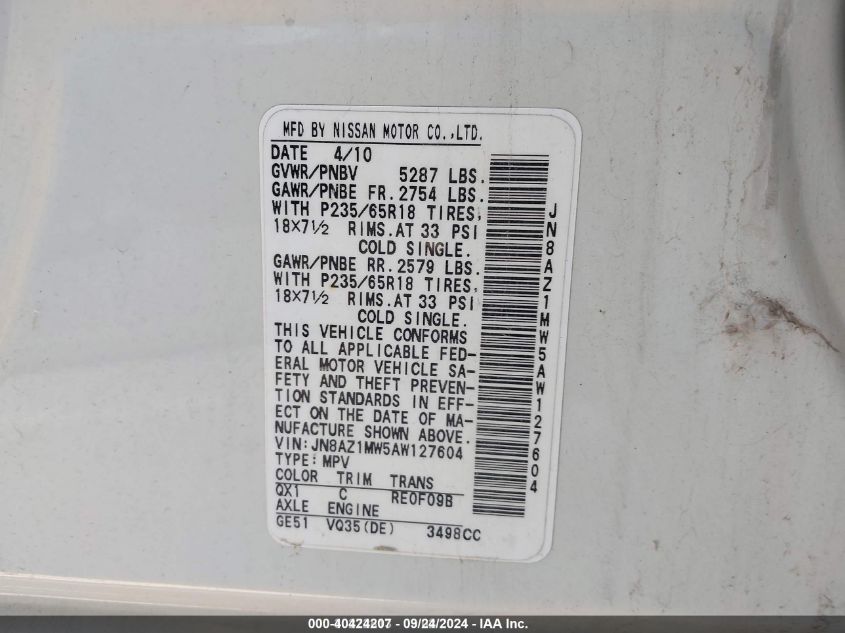 MFD BY NISSAN MOTOR CO.,LTD.
DATE 4/10
GVWR/PNBV 5287 LBS.
GAWR/PNBE FR. 2754 LBS.
WITH P235/65R18 TIRES,
18×7½ RIMS.AT 33 PSI
COLD SINGLE.
GAWR/PNBE RR. 2579 LBS.
WITH P235/65R18 TIRES,
18×7½ RIMS.AT 33 PSI
COLD SINGLE.
THIS VEHICLE CONFORMS
TO ALL APPLICABLE FED-
ERAL MOTOR VEHICLE SA-
FETY AND THEFT PREVEN-
TION STANDARDS IN EFF-
ECT ON THE DATE OF MA-
NUFACTURE SHOWN ABOVE.
VIN:JN8AZ1MW5AW127604
TYPE:MPV
COLOR TRIM TRANS
QX1 C RE0F09B
AXLE ENGINE
GE51 VQ35(DE) 3498CC
JN8AZ1MW5AW127604
000-40424207 - 09/24/2024 - IAA Inc.